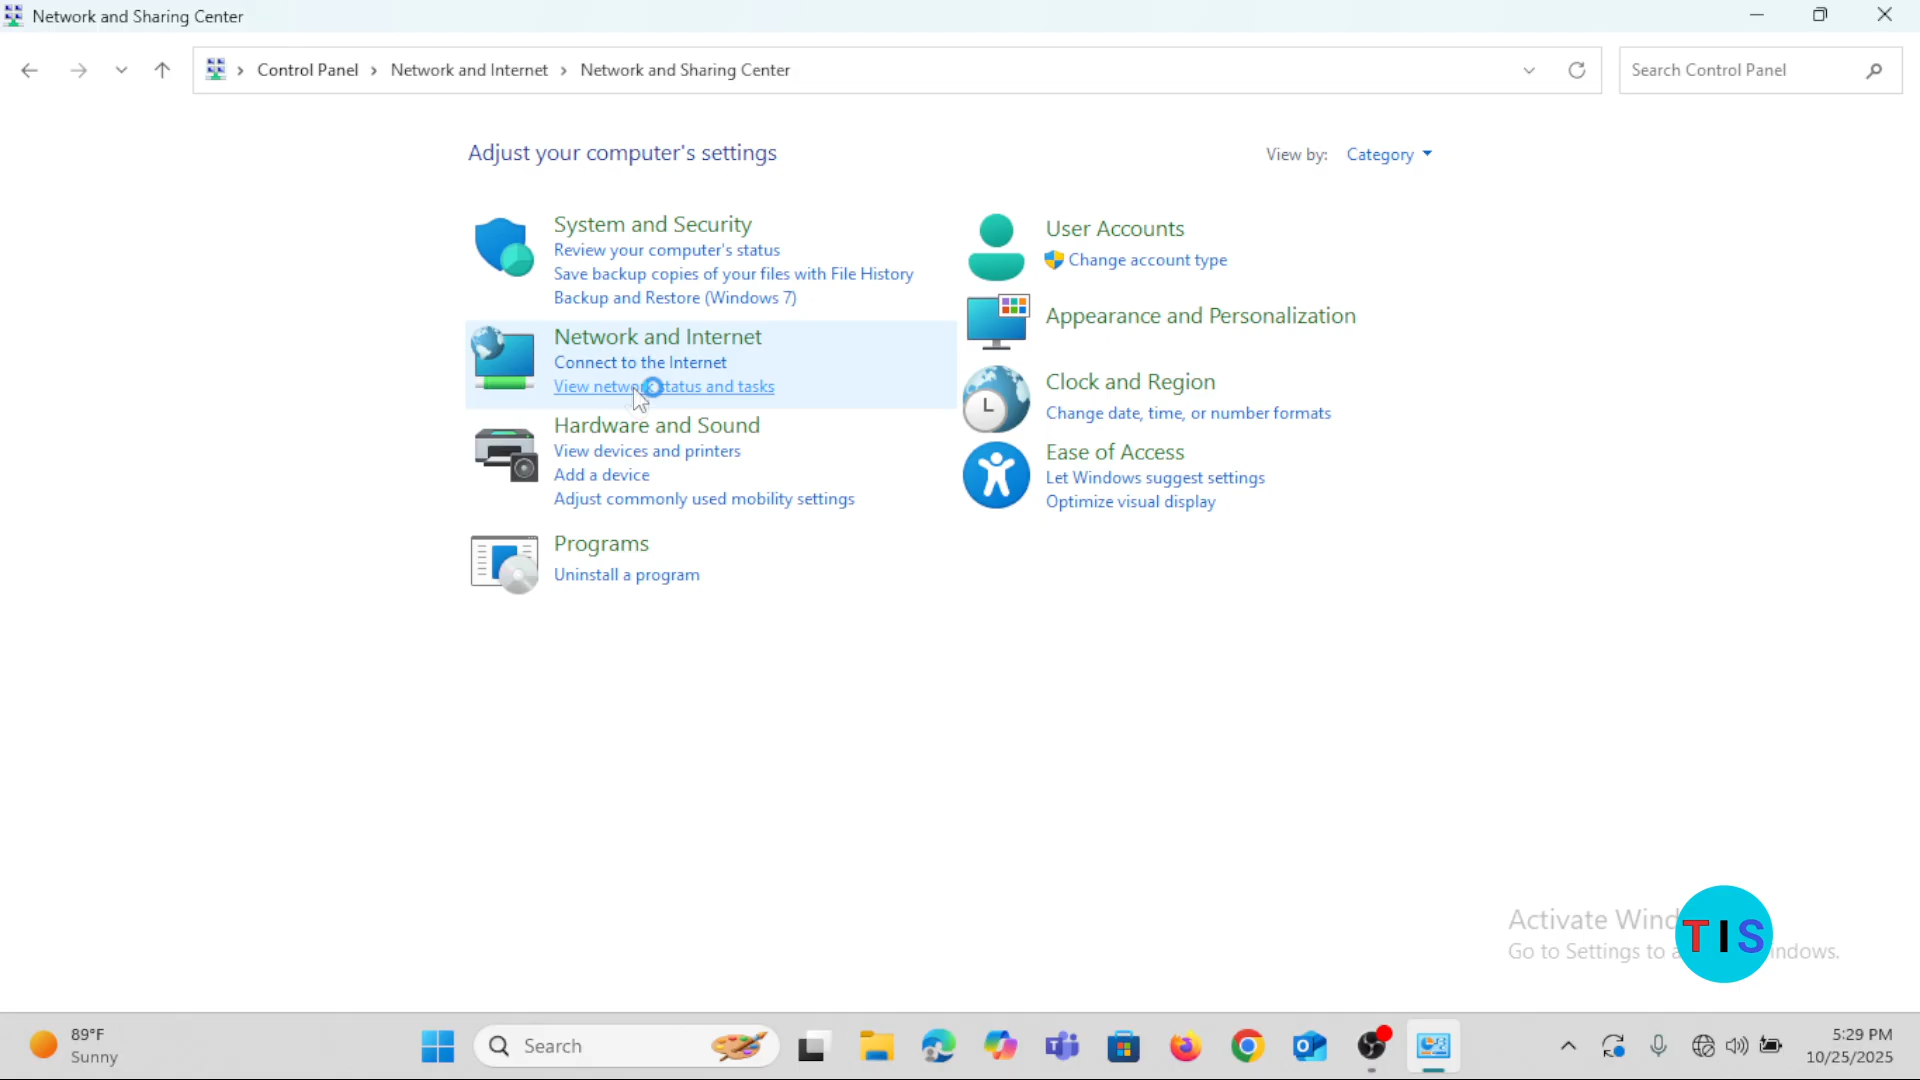 Network and Sharing Center
Control Panel > Network and Internet > Network and Sharing Center
Search Control Panel
Adjust your computer's settings
View by: Category
System and Security
Review your computer's status
Save backup copies of your files with File History
Backup and Restore (Windows 7)
Network and Internet
Connect to the Internet
View network status and tasks
Hardware and Sound
View devices and printers
Add a device
Adjust commonly used mobility settings
Programs
Uninstall a program
User Accounts
Change account type
Appearance and Personalization
Clock and Region
Change date, time, or number formats
Ease of Access
Let Windows suggest settings
Optimize visual display
Activate Wind
Go to Settings to a indows.
TIS
89°F
Sunny
Search
5:29 PM
10/25/2025